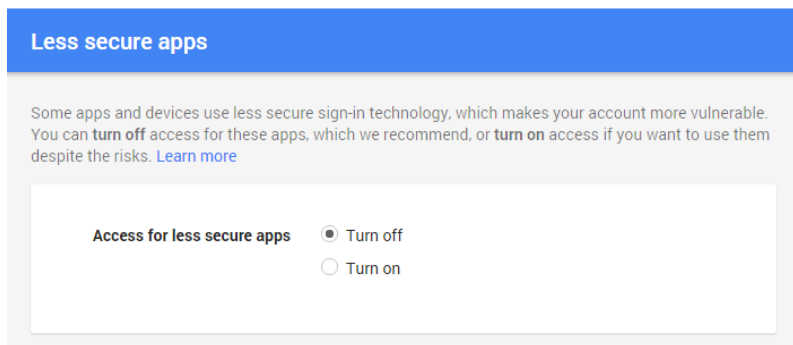 Less secure apps
Some apps and devices use less secure sign-in technology, which makes your account more vulnerable.
You can turn off access for these apps, which we recommend, or turn on access if you want to use them
despite the risks. Learn more
Access for less secure apps Turn off
Turn on